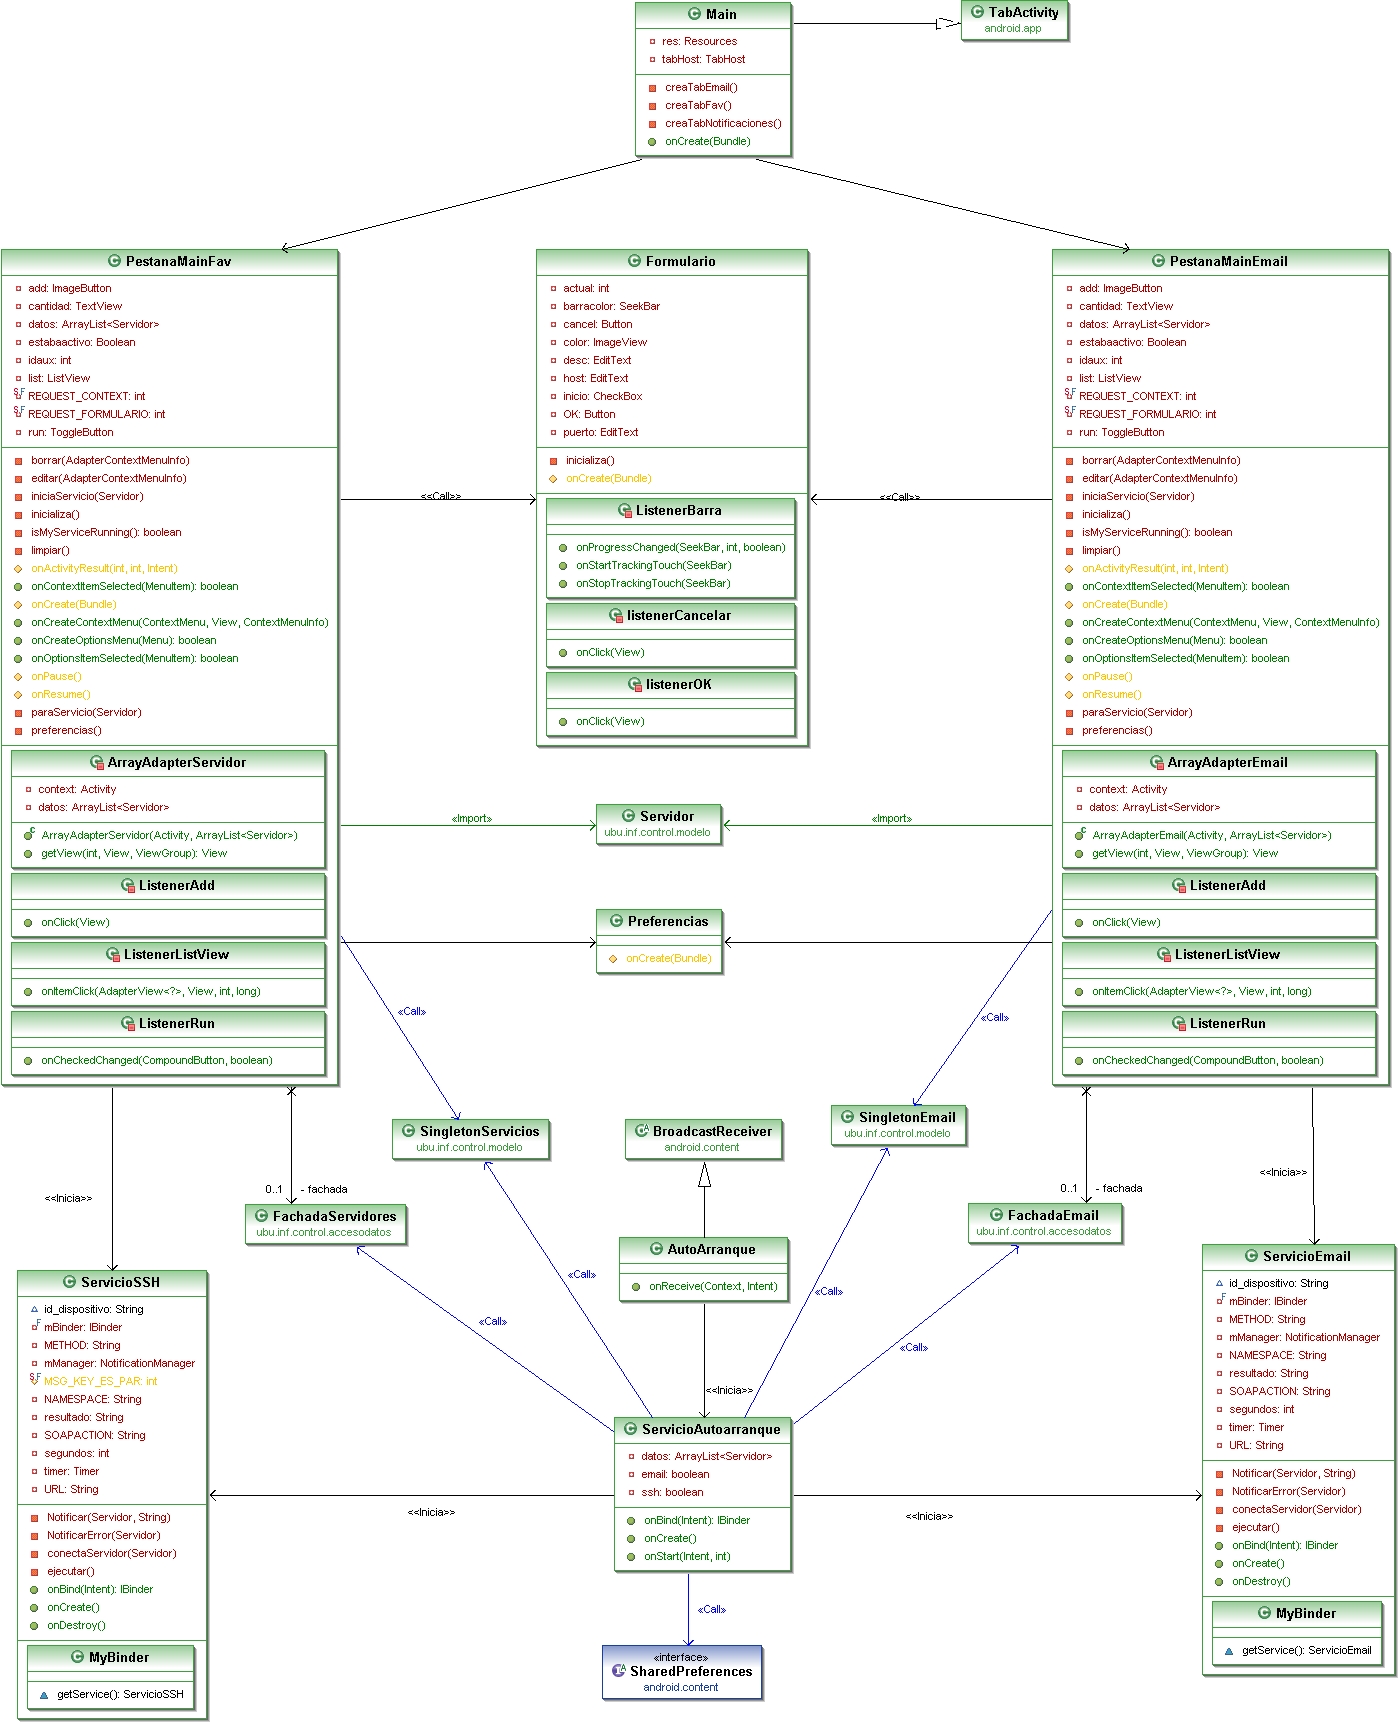 Main
res: Resources
tabHost: TabHost
creaTabEmail()
creaTabFav()
creaTabNotificaciones()
onCreate(Bundle)
TabActivity
android.app
PestanaMainFav
add: ImageButton
cantidad: TextView
datos: ArrayList<Servidor>
estabaactivo: Boolean
idaux: int
list: ListView
REQUEST_CONTEXT: int
REQUEST_FORMULARIO: int
run: ToggleButton
borrar(AdapterContextMenuInfo)
editar(AdapterContextMenuInfo)
iniciaServicio(Servidor)
inicializa()
isMyServiceRunning(): boolean
limpiar()
onActivityResult(int, int, Intent)
onContextItemSelected(MenuItem): boolean
onCreate(Bundle)
onCreateContextMenu(ContextMenu, View, ContextMenuInfo)
onCreateOptionsMenu(Menu): boolean
onOptionsItemSelected(MenuItem): boolean
onPause()
onResume()
paraServicio(Servidor)
preferencias()
ArrayAdapterServidor
context: Activity
datos: ArrayList<Servidor>
ArrayAdapterServidor(Activity, ArrayList<Servidor>)
getView(int, View, ViewGroup): View
ListenerAdd
onClick(View)
ListenerListView
onItemClick(AdapterView<?>, View, int, long)
ListenerRun
onCheckedChanged(CompoundButton, boolean)
Formulario
actual: int
barracolor: SeekBar
cancel: Button
color: ImageView
desc: EditText
host: EditText
inicio: CheckBox
OK: Button
puerto: EditText
inicializa()
onCreate(Bundle)
ListenerBarra
onProgressChanged(SeekBar, int, boolean)
onStartTrackingTouch(SeekBar)
onStopTrackingTouch(SeekBar)
listenerCancelar
onClick(View)
listenerOK
onClick(View)
PestanaMainEmail
add: ImageButton
cantidad: TextView
datos: ArrayList<Servidor>
estabaactivo: Boolean
idaux: int
list: ListView
REQUEST_CONTEXT: int
REQUEST_FORMULARIO: int
run: ToggleButton
borrar(AdapterContextMenuInfo)
editar(AdapterContextMenuInfo)
iniciaServicio(Servidor)
inicializa()
isMyServiceRunning(): boolean
limpiar()
onActivityResult(int, int, Intent)
onContextItemSelected(MenuItem): boolean
onCreate(Bundle)
onCreateContextMenu(ContextMenu, View, ContextMenuInfo)
onCreateOptionsMenu(Menu): boolean
onOptionsItemSelected(MenuItem): boolean
onPause()
onResume()
paraServicio(Servidor)
preferencias()
ArrayAdapterEmail
context: Activity
datos: ArrayList<Servidor>
ArrayAdapterEmail(Activity, ArrayList<Servidor>)
getView(int, View, ViewGroup): View
ListenerAdd
onClick(View)
ListenerListView
onItemClick(AdapterView<?>, View, int, long)
ListenerRun
onCheckedChanged(CompoundButton, boolean)
<<Call>>
<<Call>>
«Import»
Servidor
ubu.inf.control.modelo
«Import»
Preferencias
onCreate(Bundle)
«Call»
«Call»
SingletonServicios
ubu.inf.control.modelo
BroadcastReceiver
android.content
SingletonEmail
ubu.inf.control.modelo
<<Inicia>>
0..1
- fachada
FachadaServidores
ubu.inf.control.accesodatos
0..1
- fachada
FachadaEmail
ubu.inf.control.accesodatos
<<Inicia>>
AutoArranque
onReceive(Context, Intent)
«Call»
«Call»
«Call»
«Call»
<<Inicia>>
ServicioSSH
id_dispositivo: String
mBinder: IBinder
METHOD: String
mManager: NotificationManager
MSG_KEY_ES_PAR: int
NAMESPACE: String
resultado: String
SOAPACTION: String
segundos: int
timer: Timer
URL: String
Notificar(Servidor, String)
NotificarError(Servidor)
conectaServidor(Servidor)
ejecutar()
onBind(Intent): IBinder
onCreate()
onDestroy()
MyBinder
getService(): ServicioSSH
<<Inicia>>
ServicioAutoarranque
datos: ArrayList<Servidor>
email: boolean
ssh: boolean
onBind(Intent): IBinder
onCreate()
onStart(Intent, int)
<<Inicia>>
«Call»
«interface»
SharedPreferences
android.content
ServicioEmail
id_dispositivo: String
mBinder: IBinder
METHOD: String
mManager: NotificationManager
NAMESPACE: String
resultado: String
SOAPACTION: String
segundos: int
timer: Timer
URL: String
Notificar(Servidor, String)
NotificarError(Servidor)
conectaServidor(Servidor)
ejecutar()
onBind(Intent): IBinder
onCreate()
onDestroy()
MyBinder
getService(): ServicioEmail